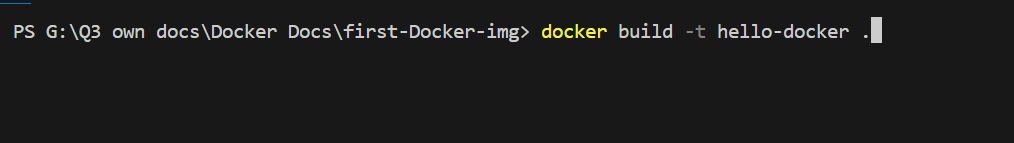 PS G:\Q3 own docs\Docker Docs\first-Docker-img> docker build -t hello-docker .